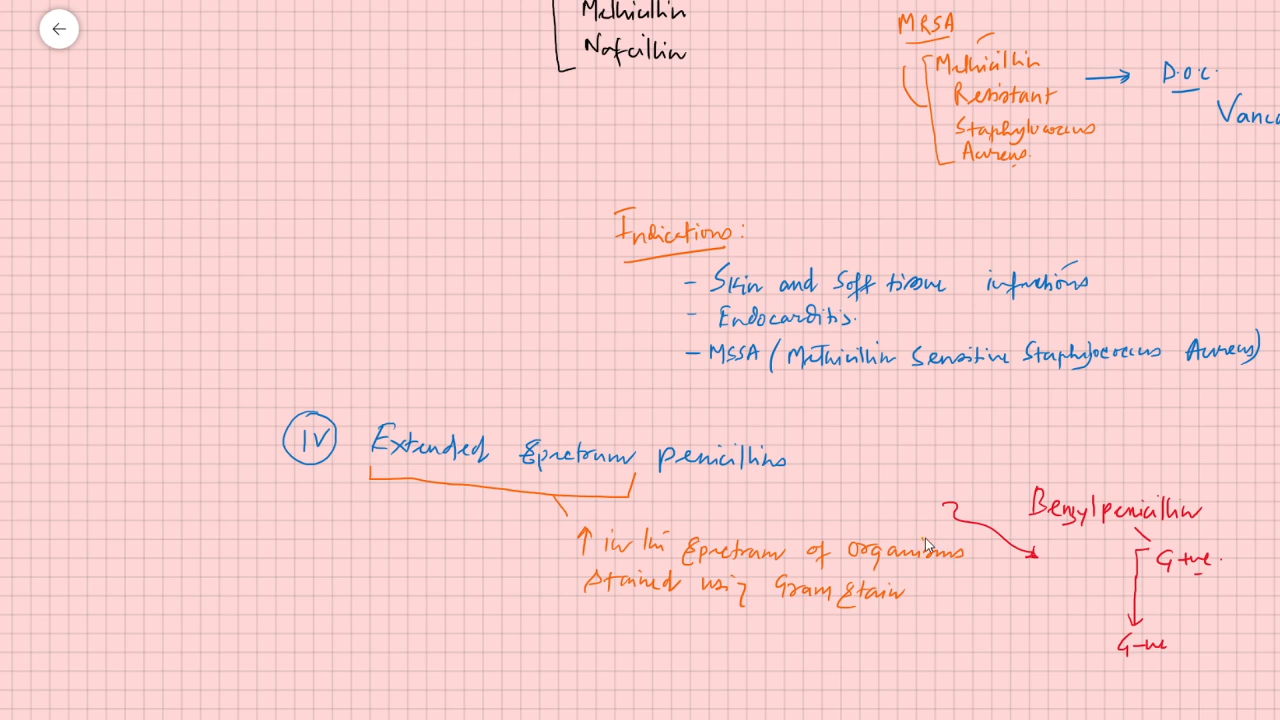 Methicillin
Nafcillin
MRSA
Methicillin
Resistant
Staphylococcus
Aureus.
D.O.C.
Vanco
Indications:
- Skin and Soft tissue infections
- Endocarditis.
- MSSA (Methicillin Sensitive Staphylococcus Aureus)
IV Extended Spectrum penicillins
↑ in the Spectrum of organisms
stained using Gram stain
Benzylpenicillin
G+ve.
G-ve